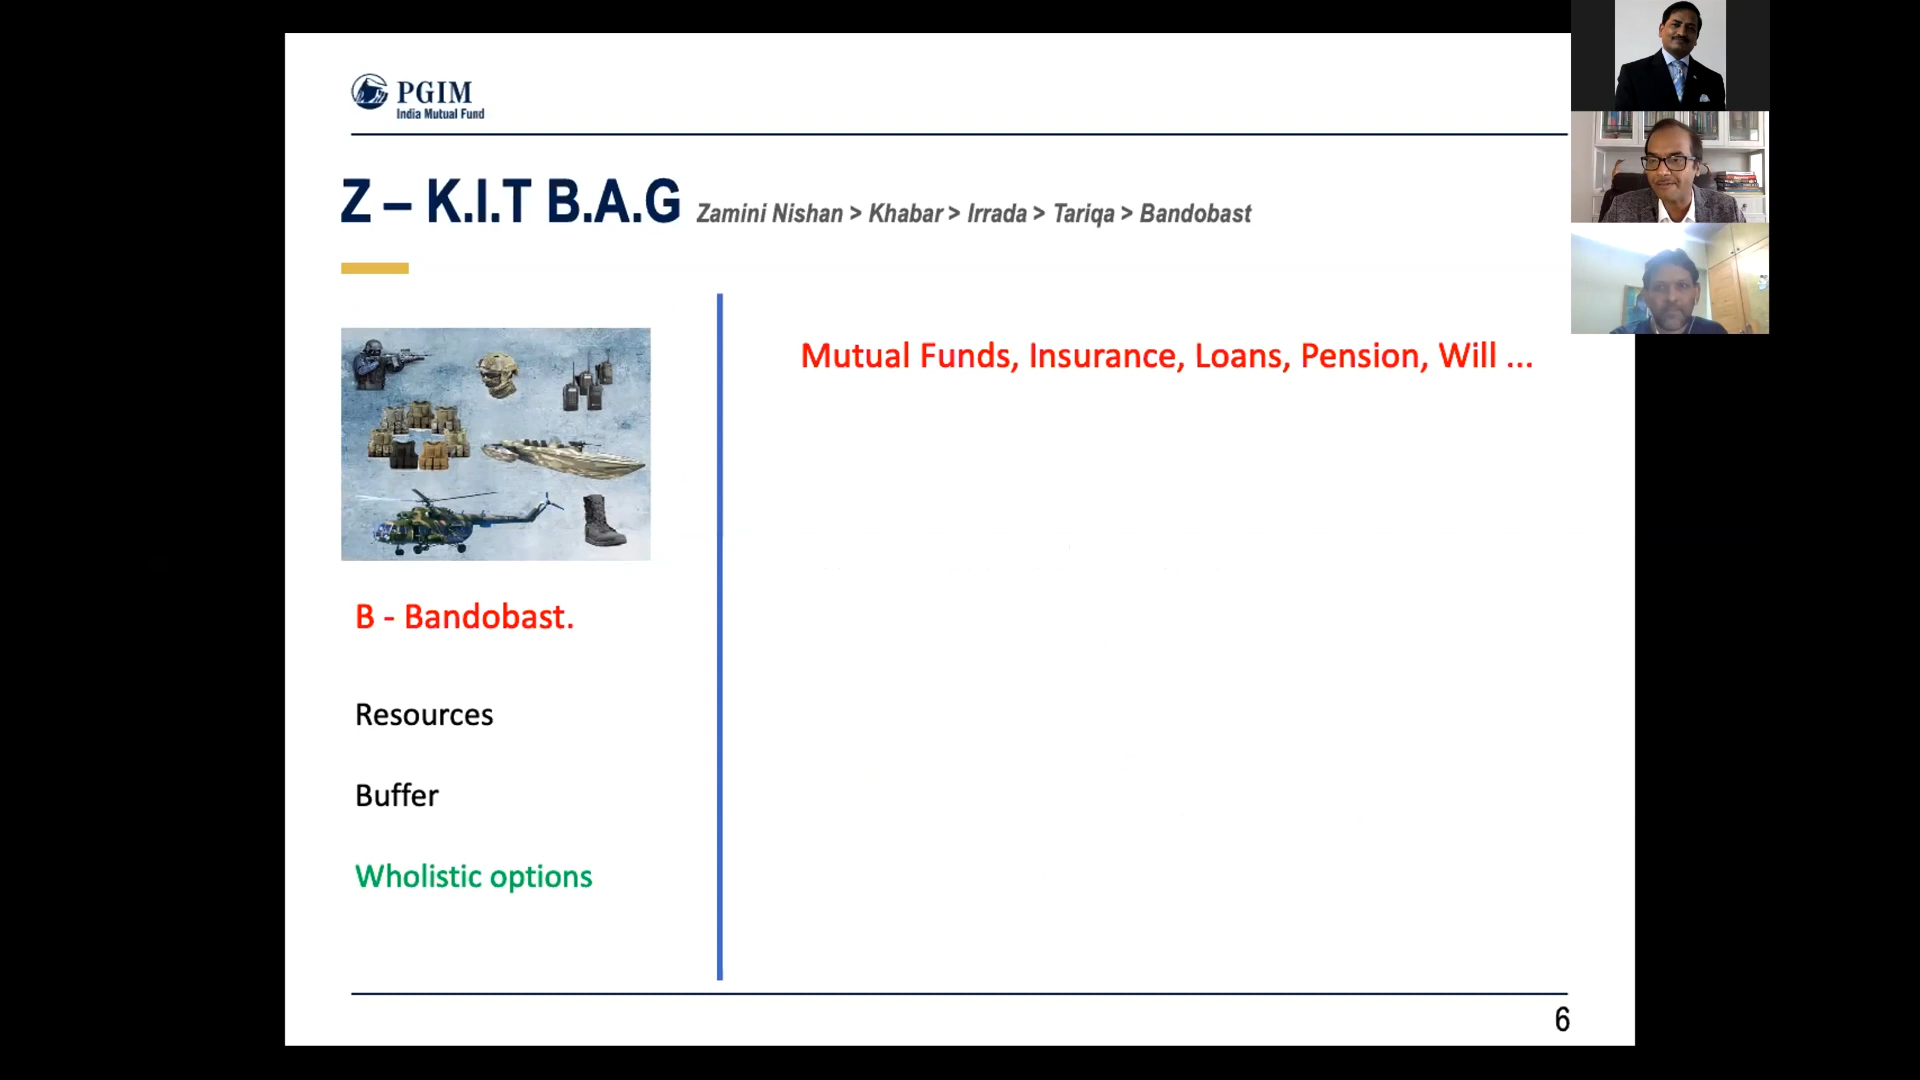 PGIM
India Mutual Fund
Z – K.I.T B.A.G Zamini Nishan > Khabar > Irrada > Tariqa > Bandobast
B - Bandobast.
Resources
Buffer
Wholistic options
Mutual Funds, Insurance, Loans, Pension, Will ...
6